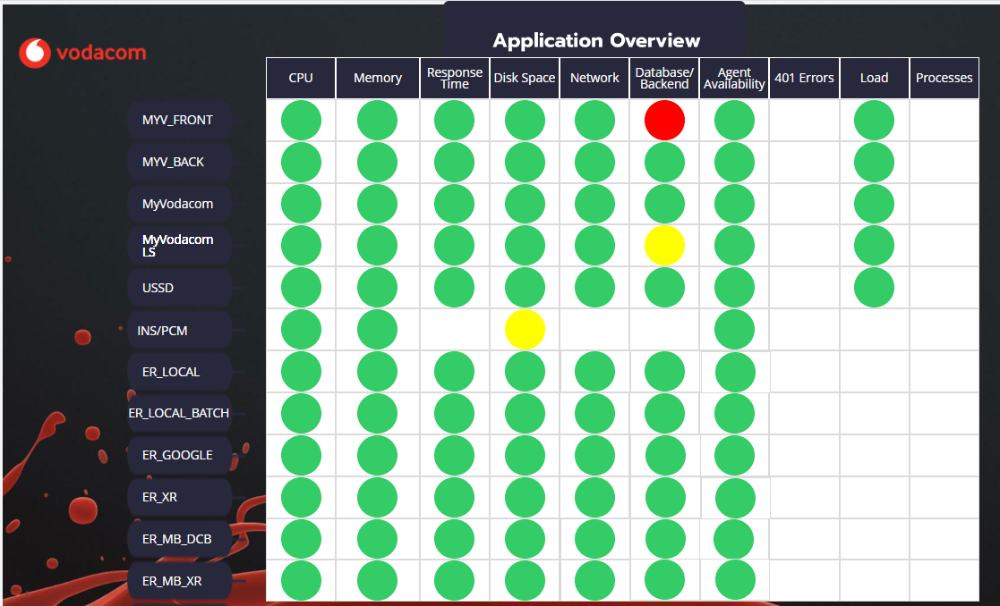 Application Overview
vodacom
CPU
Memory
Response
Time
Disk Space
Network
Database/
Backend
Agent
Availability
401 Errors
Load
Processes
MYV_FRONT
MYV_BACK
MyVodacom
MyVodacom
LS
USSD
INS/PCM
ER_LOCAL
ER_LOCAL_BATCH
ER_GOOGLE
ER_XR
ER_MB_DCB
ER_MB_XR